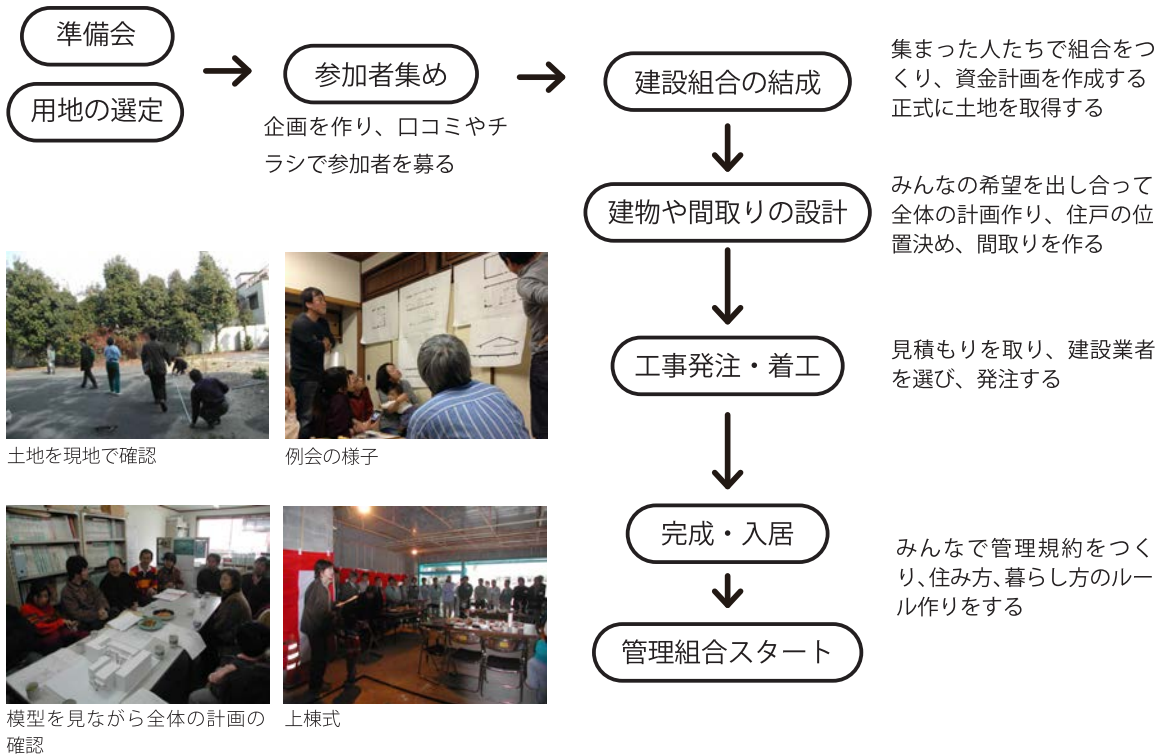 準備会
用地の選定
参加者集め
企画を作り、口コミやチ
ラシで参加者を募る
建設組合の結成
集まった人たちで組合をつ
くり、資金計画を作成する
正式に土地を取得する
建物や間取りの設計
みんなの希望を出し合って
全体の計画作り、住戸の位
置決め、間取りを作る
工事発注・着工
見積もりを取り、建設業者
を選び、発注する
完成・入居
みんなで管理規約をつく
り、住み方、暮らし方のルー
ル作りをする
管理組合スタート
土地を現地で確認
例会の様子
模型を見ながら全体の計画の
確認
上棟式